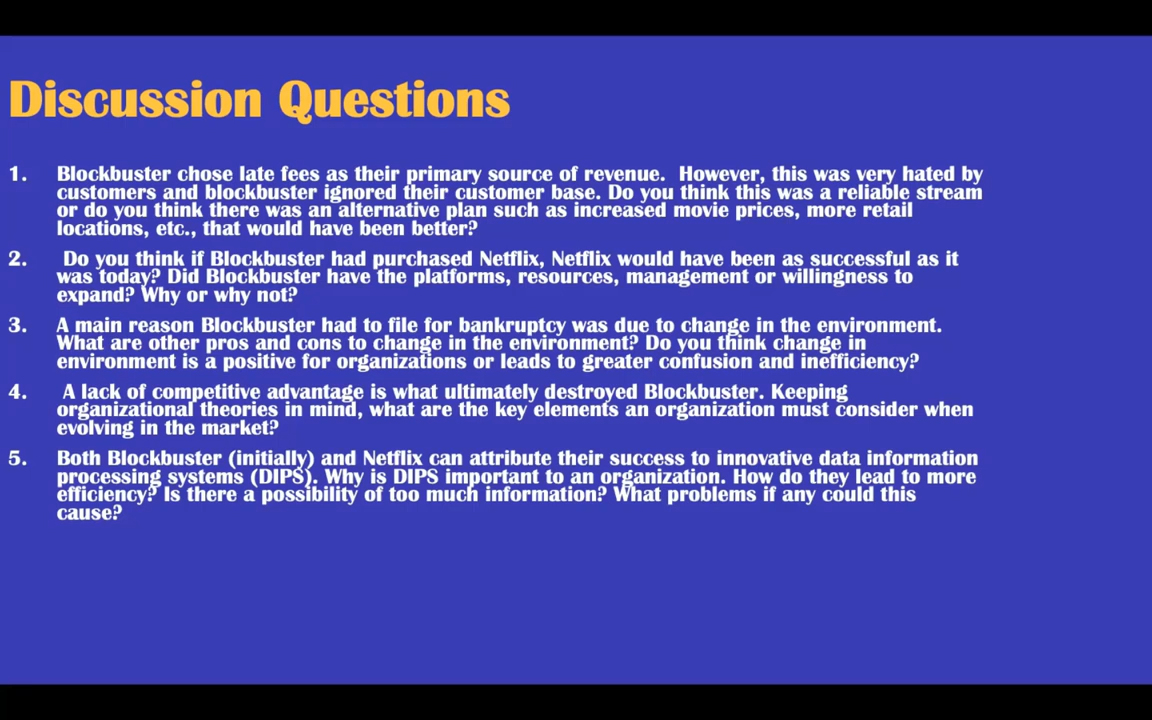 Discussion Questions
1. Blockbuster chose late fees as their primary source of revenue. However, this was very hated by
customers and blockbuster ignored their customer base. Do you think this was a reliable stream
or do you think there was an alternative plan such as increased movie prices, more retail
locations, etc., that would have been better?
2. Do you think if Blockbuster had purchased Netflix, Netflix would have been as successful as it
was today? Did Blockbuster have the platforms, resources, management or willingness to
expand? Why or why not?
3. A main reason Blockbuster had to file for bankruptcy was due to change in the environment.
What are other pros and cons to change in the environment? Do you think change in
environment is a positive for organizations or leads to greater confusion and inefficiency?
4. A lack of competitive advantage is what ultimately destroyed Blockbuster. Keeping
organizational theories in mind, what are the key elements an organization must consider when
evolving in the market?
5. Both Blockbuster (initially) and Netflix can attribute their success to innovative data information
processing systems (DIPS). Why is DIPS important to an organization. How do they lead to more
efficiency? Is there a possibility of too much information? What problems if any could this
cause?